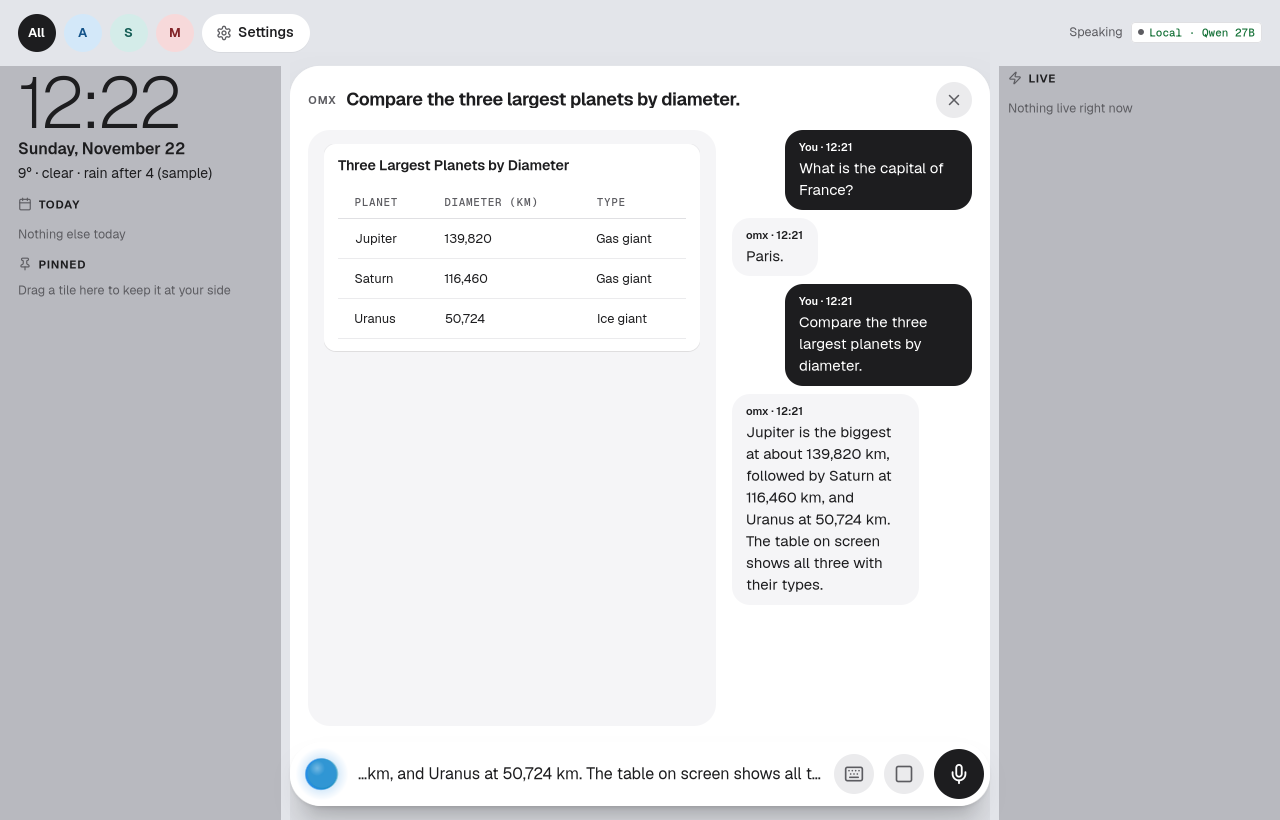 All A S M Settings
Speaking Local · Qwen 27B
12:22
Sunday, November 22
9° · clear · rain after 4 (sample)
TODAY
Nothing else today
PINNED
Drag a tile here to keep it at your side
OMX Compare the three largest planets by diameter.
Three Largest Planets by Diameter
PLANET DIAMETER (KM) TYPE
Jupiter 139,820 Gas giant
Saturn 116,460 Gas giant
Uranus 50,724 Ice giant
You · 12:21
What is the capital of
France?
omx · 12:21
Paris.
You · 12:21
Compare the three
largest planets by
diameter.
omx · 12:21
Jupiter is the biggest
at about 139,820 km,
followed by Saturn at
116,460 km, and
Uranus at 50,724 km.
The table on screen
shows all three with
their types.
...km, and Uranus at 50,724 km. The table on screen shows all t...
LIVE
Nothing live right now